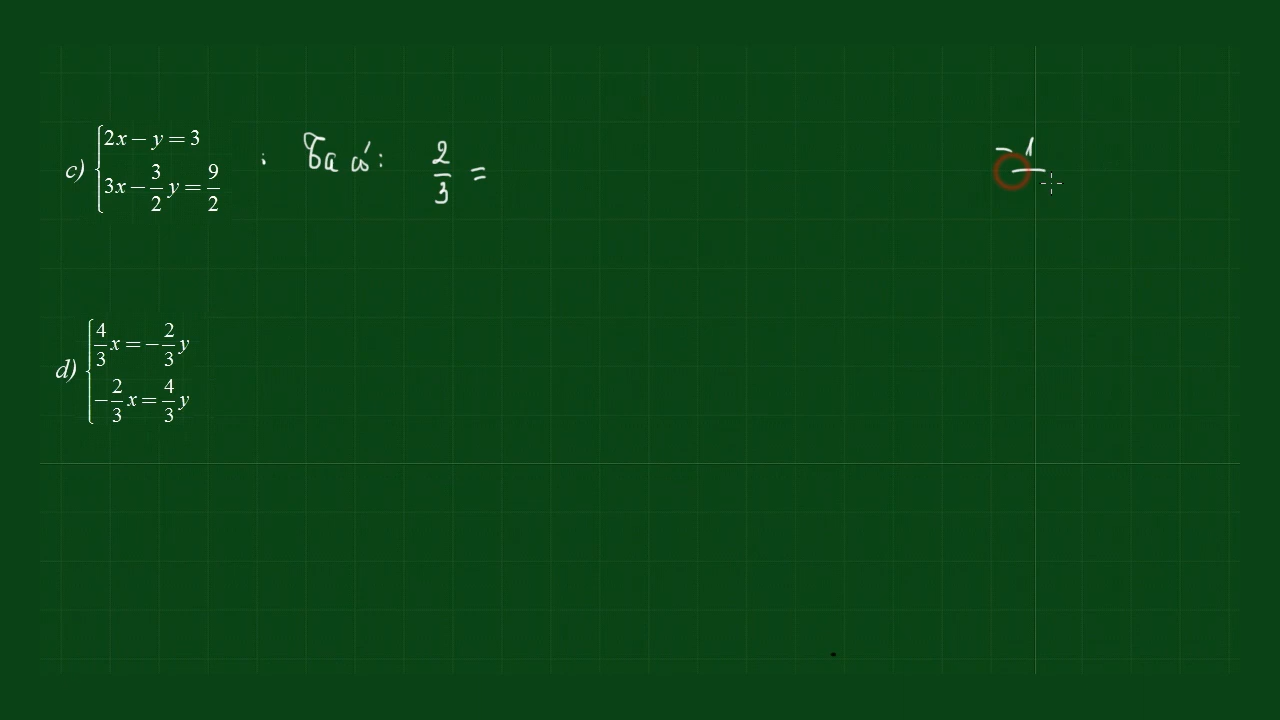 c) { 2x − y = 3
3x − 3/2 y = 9/2
: Ta có: 2/3 =
−1
d) { 4/3 x = −2/3 y
−2/3 x = 4/3 y